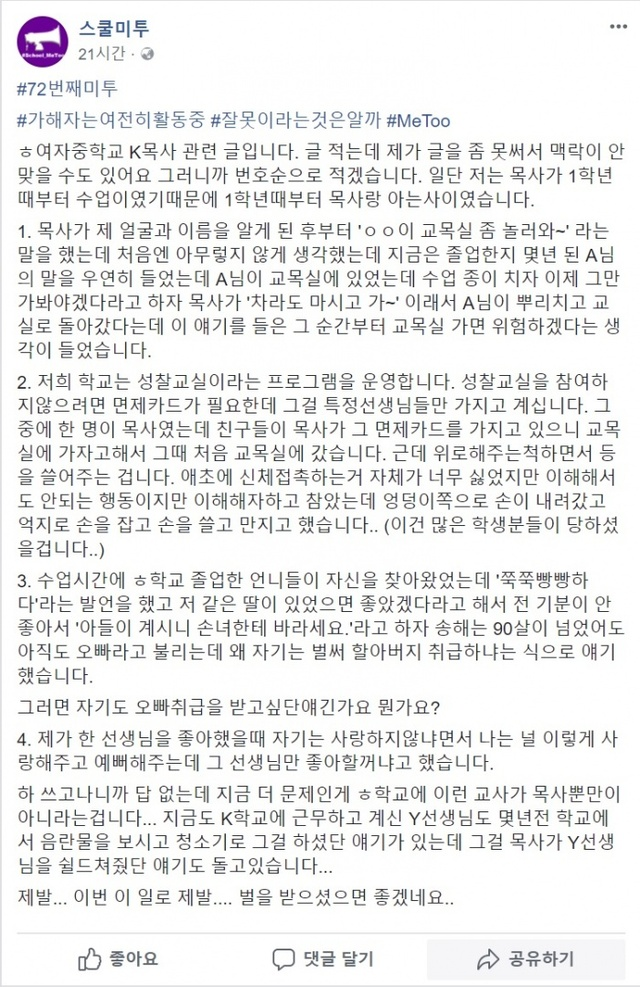 스쿨미투
21시간 ·
#72번째미투
#가해자는여전히활동중 #잘못이라는것은알까 #MeToo
ㅎ여자중학교 K목사 관련 글입니다. 글 적는데 제가 글을 좀 못써서 맥락이 안
맞을 수도 있어요 그러니까 번호순으로 적겠습니다. 일단 저는 목사가 1학년
때부터 수업이였기때문에 1학년때부터 목사랑 아는사이였습니다.
1. 목사가 제 얼굴과 이름을 알게 된 후부터 'ㅇㅇ이 교목실 좀 놀러와~' 라는
말을 했는데 처음엔 아무렇지 않게 생각했는데 지금은 졸업한지 몇년 된 A님
의 말을 우연히 들었는데 A님이 교목실에 있었는데 수업 종이 치자 이제 그만
가봐야겠다라고 하자 목사가 '차라도 마시고 가~' 이래서 A님이 뿌리치고 교
실로 돌아갔다는데 이 얘기를 들은 그 순간부터 교목실 가면 위험하겠다는 생
각이 들었습니다.
2. 저희 학교는 성찰교실이라는 프로그램을 운영합니다. 성찰교실을 참여하
지않으려면 면제카드가 필요한데 그걸 특정선생님들만 가지고 계십니다. 그
중에 한 명이 목사였는데 친구들이 목사가 그 면제카드를 가지고 있으니 교목
실에 가자고해서 그때 처음 교목실에 갔습니다. 근데 위로해주는척하면서 등
을 쓸어주는 겁니다. 애초에 신체접촉하는거 자체가 너무 싫었지만 이해해서
도 안되는 행동이지만 이해해자하고 참았는데 엉덩이쪽으로 손이 내려갔고
억지로 손을 잡고 손을 쓸고 만지고 했습니다.. (이건 많은 학생분들이 당하셨
을겁니다..)
3. 수업시간에 ㅎ학교 졸업한 언니들이 자신을 찾아왔었는데 '쭉쭉빵빵하
다'라는 발언을 했고 저 같은 딸이 있었으면 좋았겠다라고 해서 전 기분이 안
좋아서 '아들이 계시니 손녀한테 바라세요.'라고 하자 송해는 90살이 넘었어도
아직도 오빠라고 불리는데 왜 자기는 벌써 할아버지 취급하냐는 식으로 얘기
했습니다.
그러면 자기도 오빠취급을 받고싶단얘긴가요 뭔가요?
4. 제가 한 선생님을 좋아했을때 자기는 사랑하지않냐면서 나는 널 이렇게 사
랑해주고 예뻐해주는데 그 선생님만 좋아할꺼냐고 했습니다.
하 쓰고나니까 답 없는데 지금 더 문제인게 ㅎ학교에 이런 교사가 목사뿐만이
아니라는겁니다... 지금도 K학교에 근무하고 계신 Y선생님도 몇년전 학교에
서 음란물을 보시고 청소기로 그걸 하셨단 얘기가 있는데 그걸 목사가 Y선생
님을 쉴드쳐줬단 얘기도 돌고있습니다...
제발... 이번 이 일로 제발.... 벌을 받으셨으면 좋겠네요..
좋아요 댓글 달기 공유하기